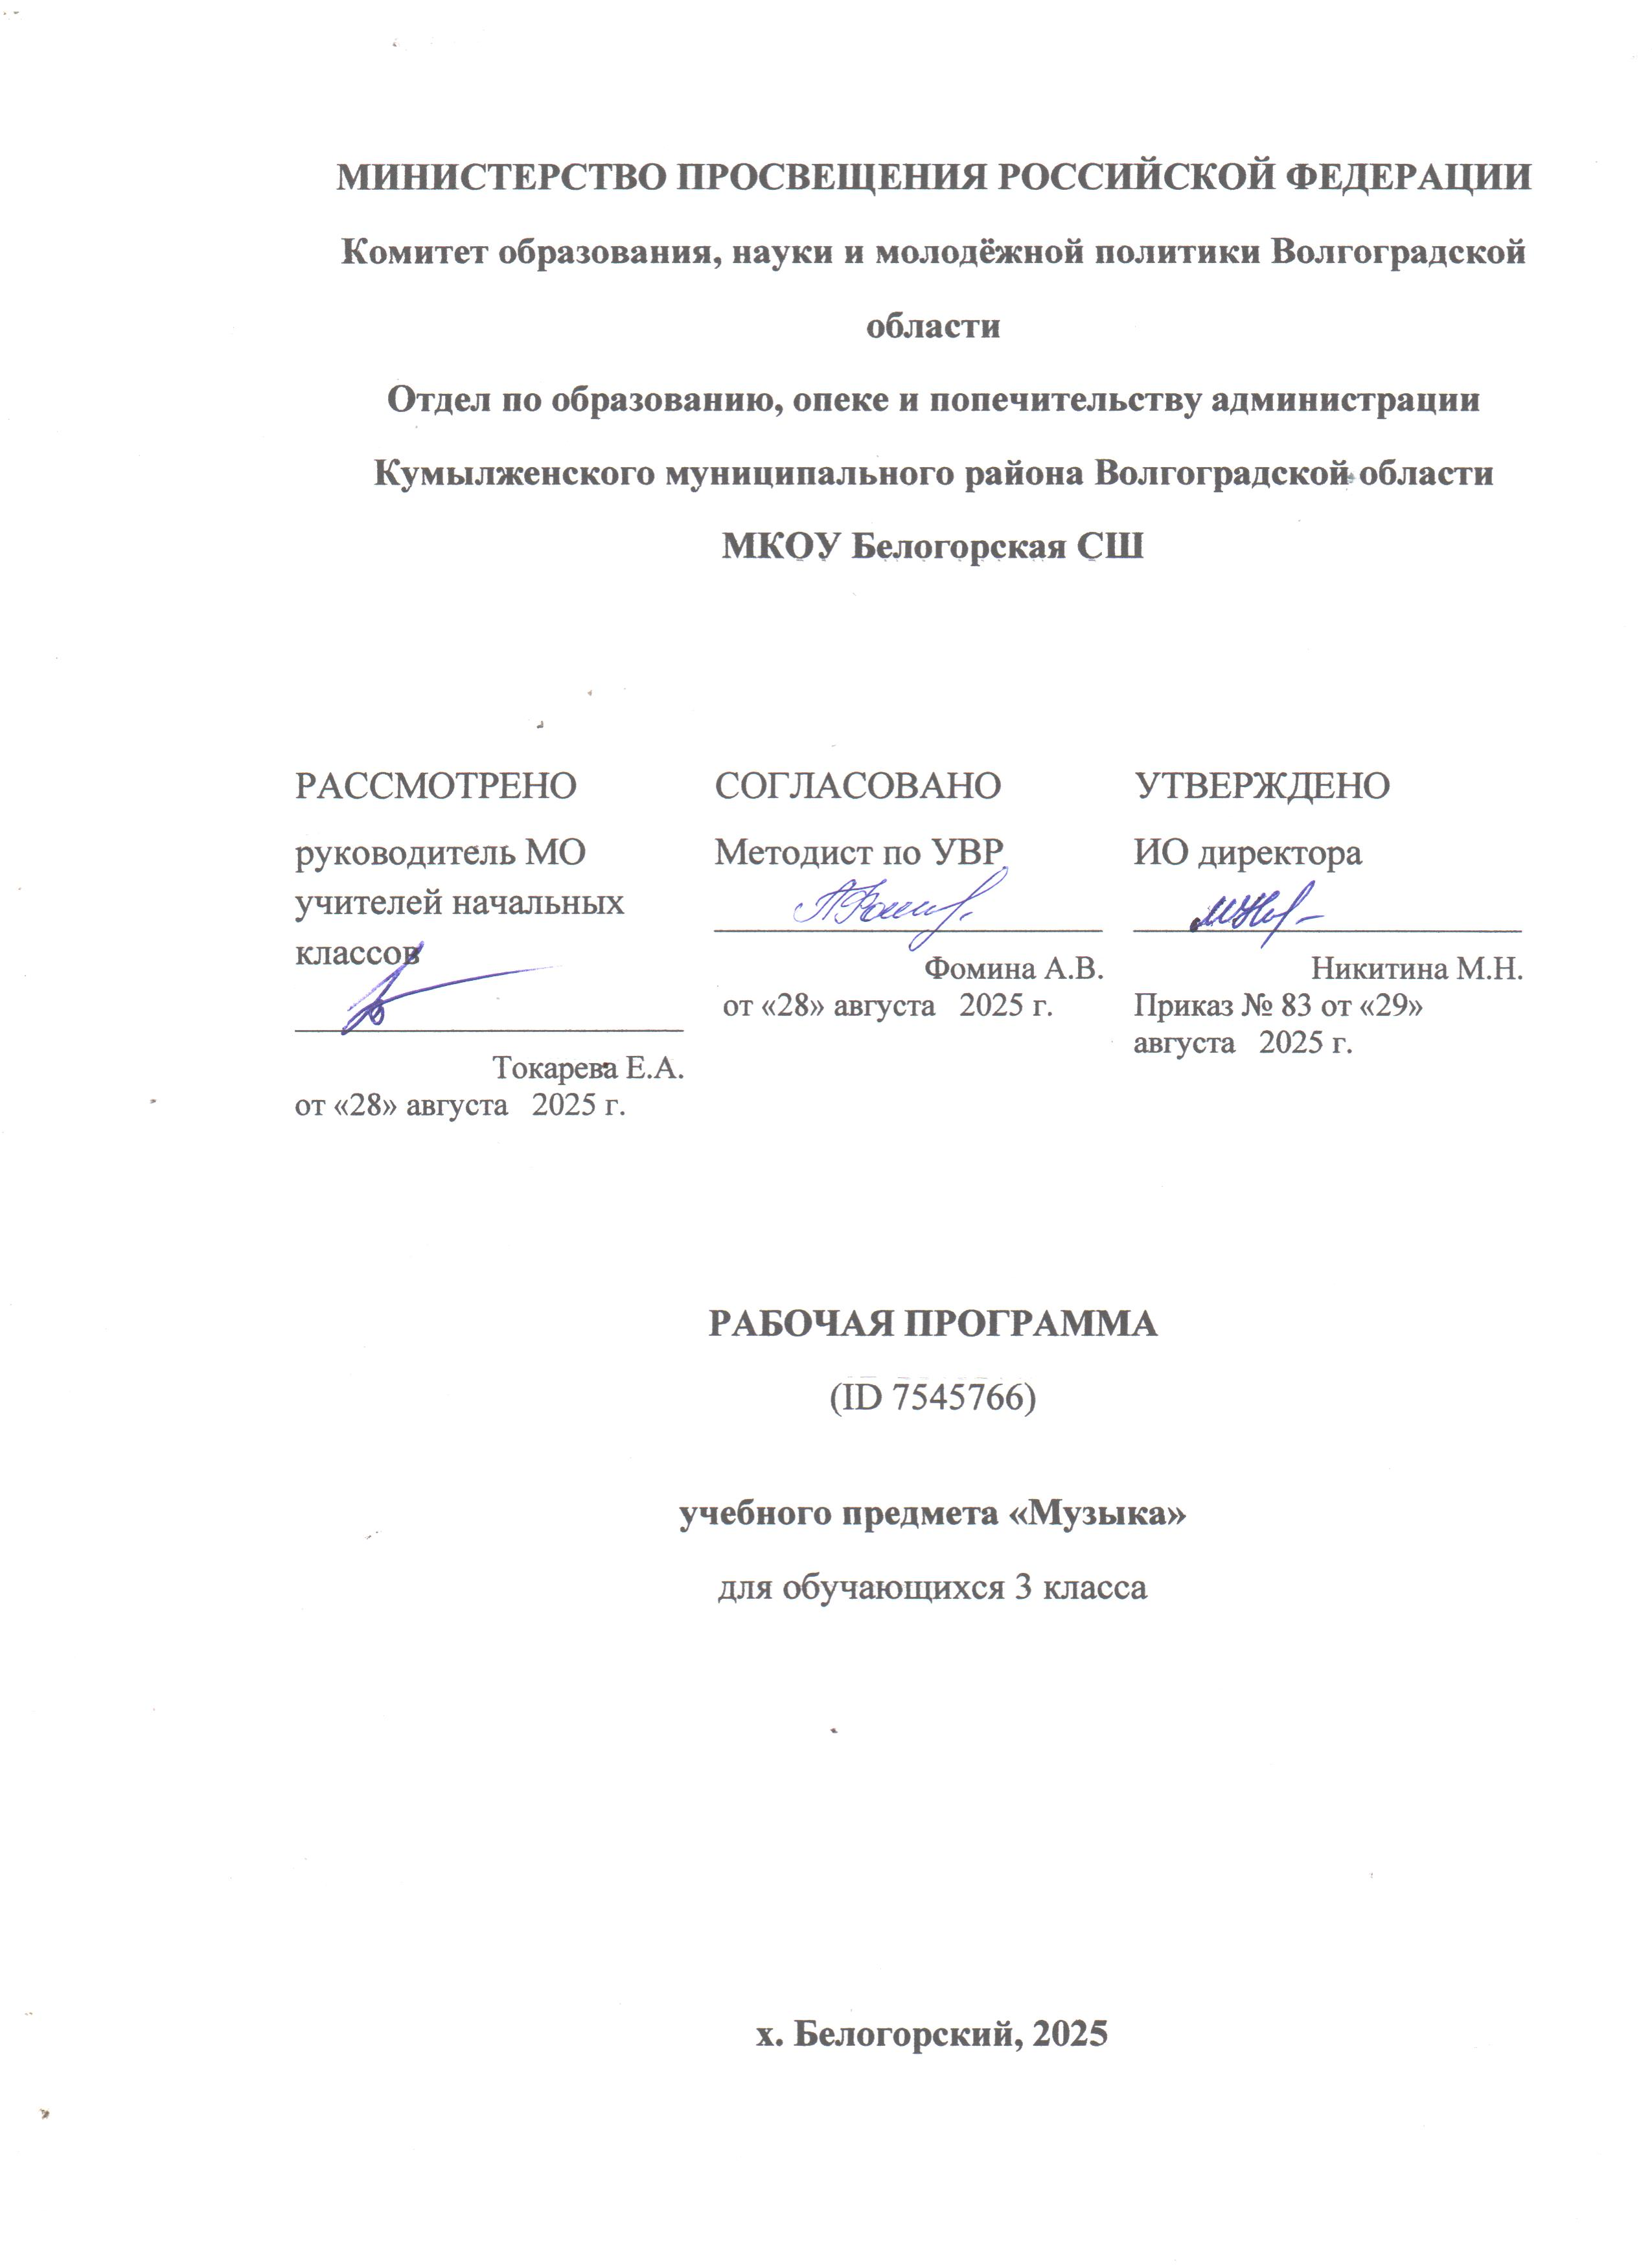 МИНИСТЕРСТВО ПРОСВЕЩЕНИЯ РОССИЙСКОЙ ФЕДЕРАЦИИ
Комитет образования, науки и молодёжной политики Волгоградской
области
Отдел по образованию, опеке и попечительству администрации
Кумылженского муниципального района Волгоградской области
МКОУ Белогорская СШ
РАССМОТРЕНО
руководитель МО
учителей начальных
классов
Токарева Е.А.
от «28» августа 2025 г.
СОГЛАСОВАНО
Методист по УВР
Фомина А.В.
от «28» августа 2025 г.
УТВЕРЖДЕНО
ИО директора
Никитина М.Н.
Приказ № 83 от «29»
августа 2025 г.
РАБОЧАЯ ПРОГРАММА
(ID 7545766)
учебного предмета «Музыка»
для обучающихся 3 класса
х. Белогорский, 2025